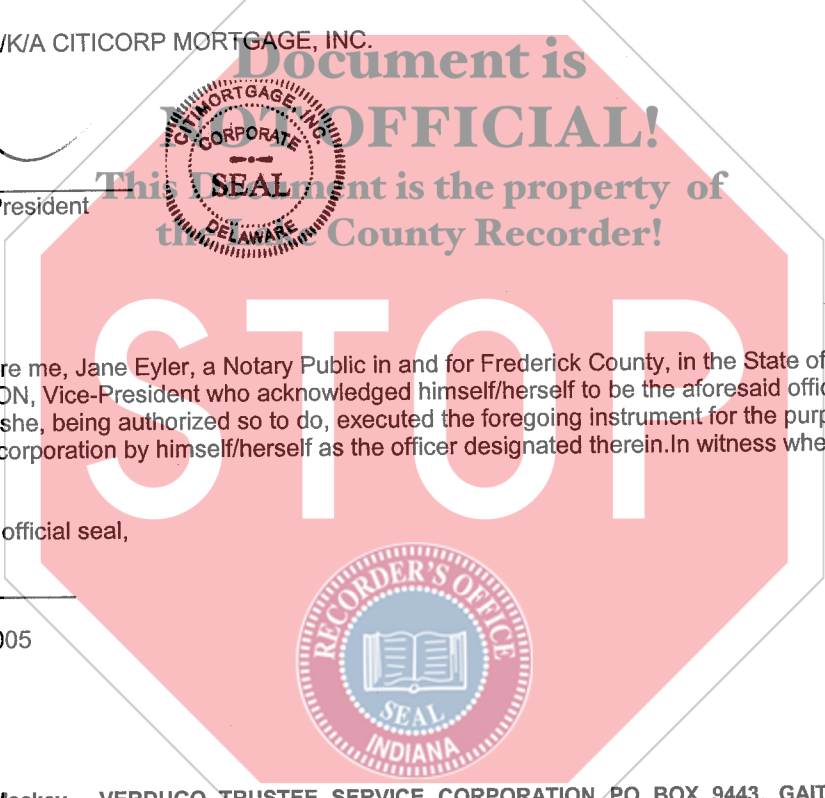 /K/A CITICORP MORTGAGE, INC.
Document is
NOT OFFICIAL!
This Document is the property of
the Lake County Recorder!
CITIMORTGAGE, INC.
CORPORATE
SEAL
DELAWARE
President
STOP
re me, Jane Eyler, a Notary Public in and for Frederick County, in the State of
ON, Vice-President who acknowledged himself/herself to be the aforesaid offic
she, being authorized so to do, executed the foregoing instrument for the purp
corporation by himself/herself as the officer designated therein.In witness whe
official seal,
RECORDER'S OFFICE
SEAL
INDIANA
005
VERDUGO TRUSTEE SERVICE CORPORATION PO BOX 9443, GAIT